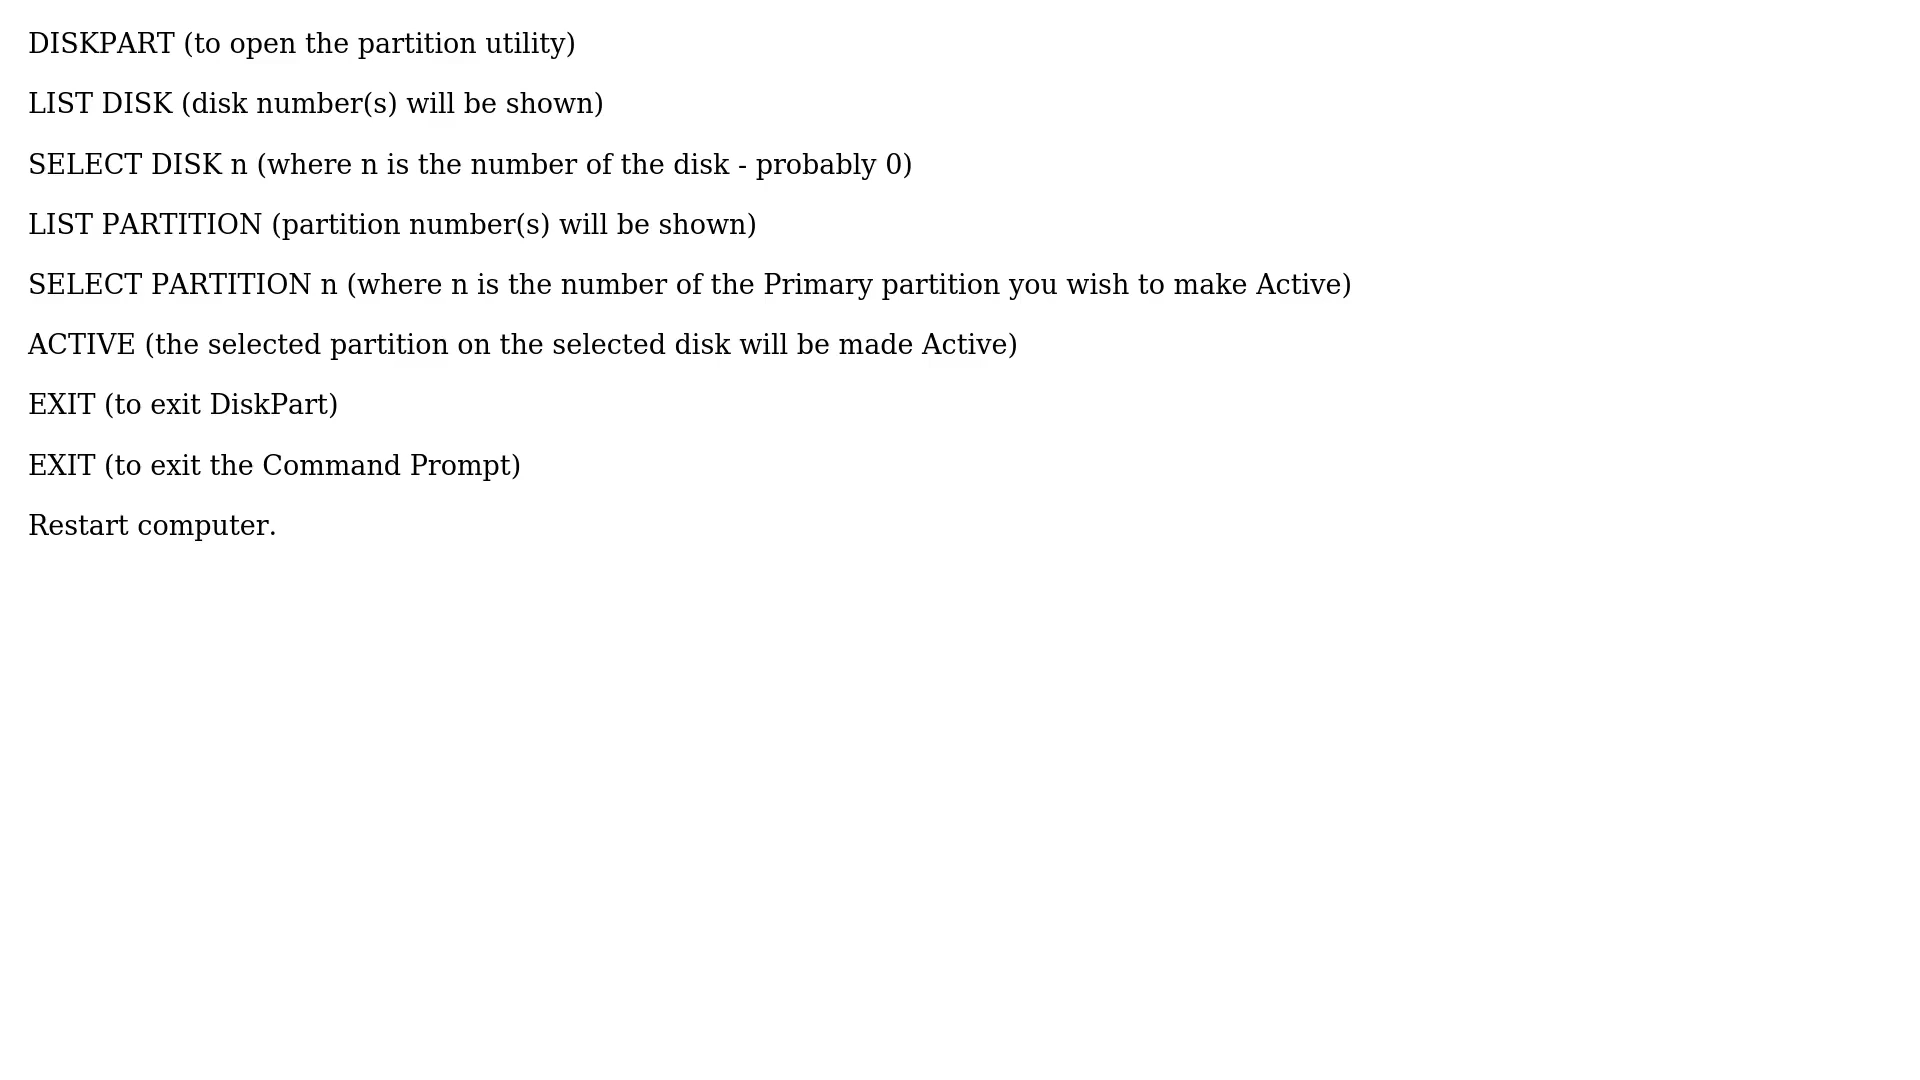 DISKPART (to open the partition utility)
LIST DISK (disk number(s) will be shown)
SELECT DISK n (where n is the number of the disk - probably 0)
LIST PARTITION (partition number(s) will be shown)
SELECT PARTITION n (where n is the number of the Primary partition you wish to make Active)
ACTIVE (the selected partition on the selected disk will be made Active)
EXIT (to exit DiskPart)
EXIT (to exit the Command Prompt)
Restart computer.